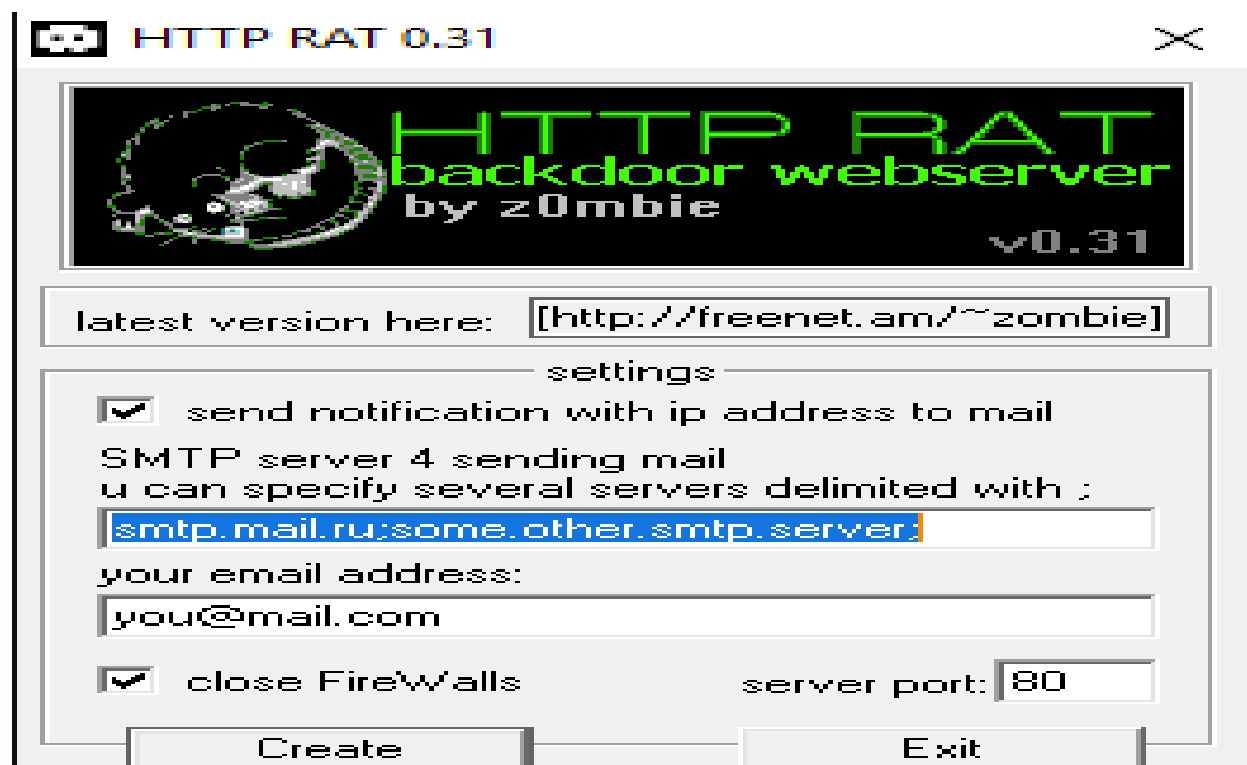 HTTP RAT 0.31
HTTP RAT
backdoor webserver
by z0mbie
v0.31
latest version here: [http://freenet.am/~zombie]
settings
send notification with ip address to mail
SMTP server 4 sending mail
u can specify several servers delimited with ;
smtp.mail.ru;some.other.smtp.server;
your email address:
you@mail.com
close FireWalls server port: 80
Create Exit